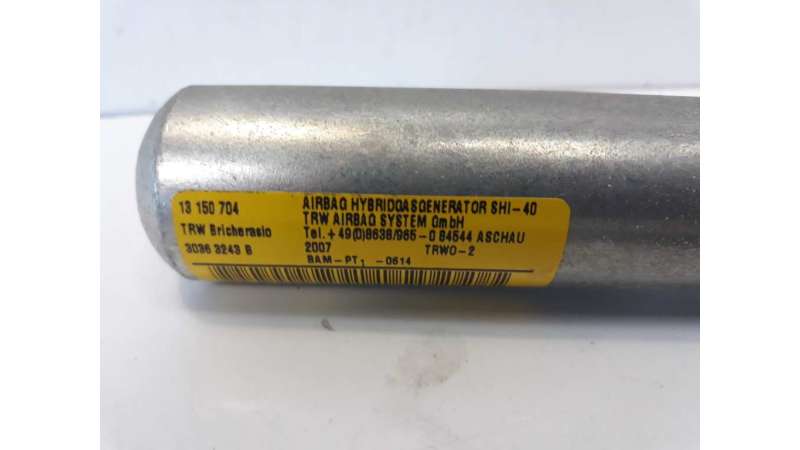 13 150 704
TRW Bricherasio
3036 3243 B
AIRBAG HYBRIDGASGENERATOR SHI-40
TRW AIRBAG SYSTEM GmbH
Tel.+49(0)8638/965-0 84544 ASCHAU
2007 TRWO-2
BAM-PT1 -0614